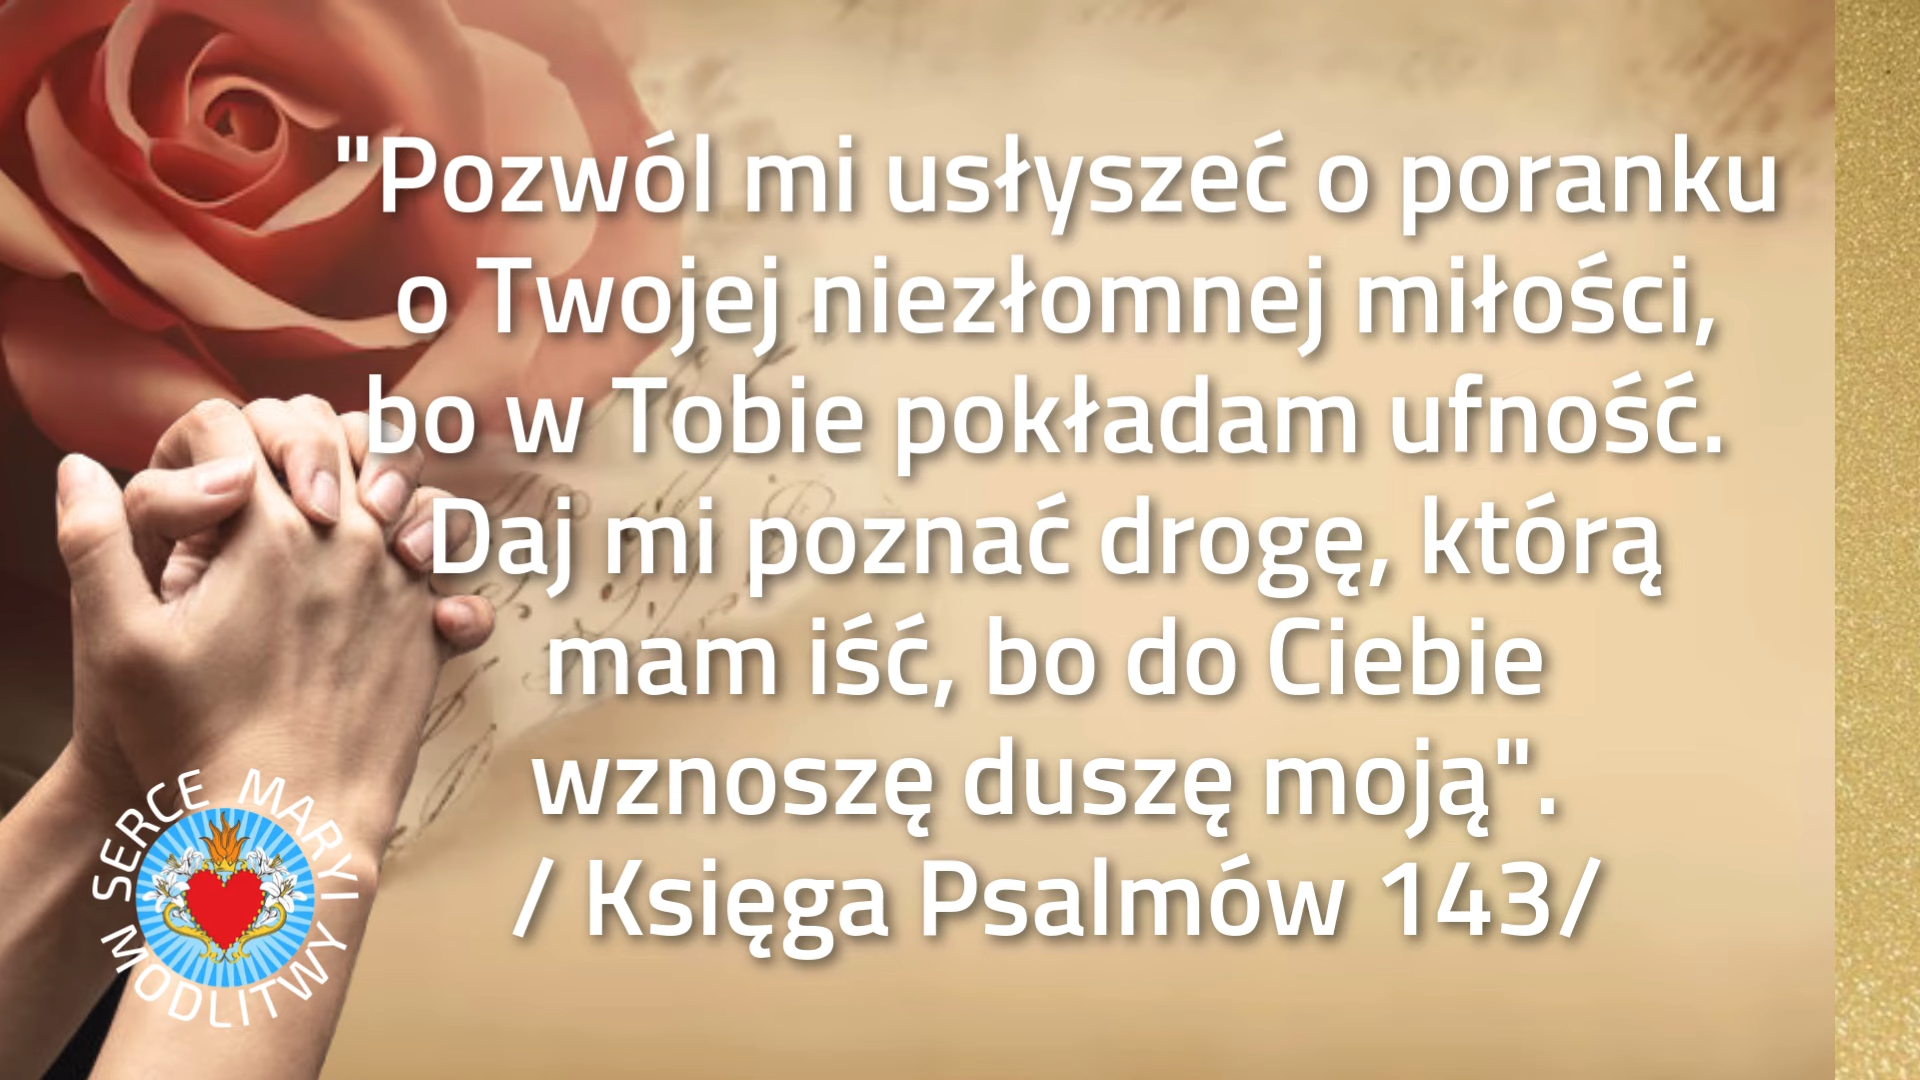 "Pozwól mi usłyszeć o poranku
o Twojej niezłomnej miłości,
bo w Tobie pokładam ufność.
Daj mi poznać drogę, którą
mam iść, bo do Ciebie
wznoszę duszę moją".
/ Księga Psalmów 143/
SERCE MARYI
MODLITWY